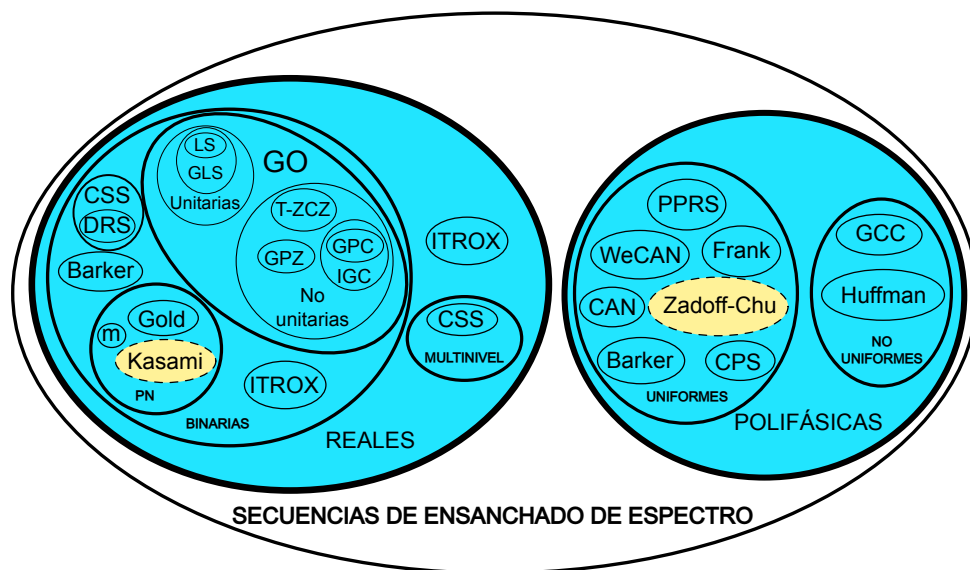 LS
GLS
Unitarias
GO
CSS
DRS
T-ZCZ
GPZ
GPC
IGC
No
unitarias
Barker
m
Gold
Kasami
PN
ITROX
BINARIAS
ITROX
CSS
MULTINIVEL
REALES
PPRS
WeCAN
Frank
CAN
Zadoff-Chu
Barker
CPS
UNIFORMES
GCC
Huffman
NO
UNIFORMES
POLIFÁSICAS
SECUENCIAS DE ENSANCHADO DE ESPECTRO